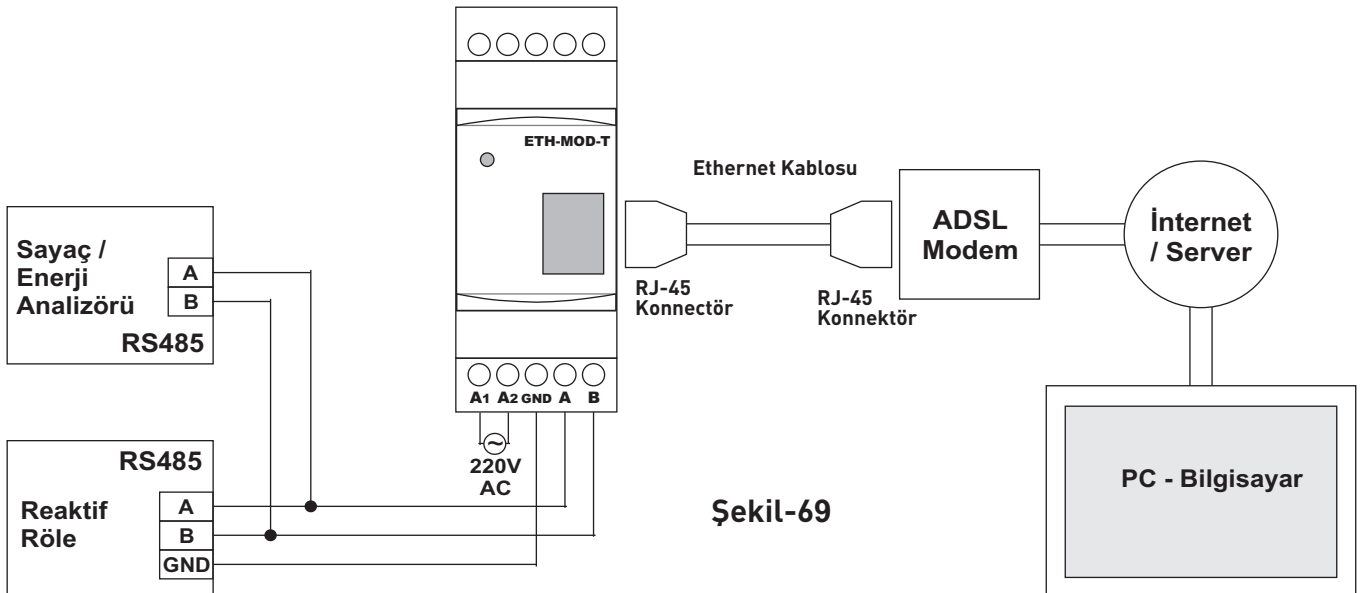 ETH-MOD-T
Ethernet Kablosu
RJ-45
Konnectör
RJ-45
Konnektör
ADSL
Modem
İnternet
/ Server
Sayaç /
Enerji
Analizörü
A
B
RS485
A1 A2 GND A B
220V
AC
RS485
Reaktif
Röle
A
B
GND
Şekil-69
PC - Bilgisayar